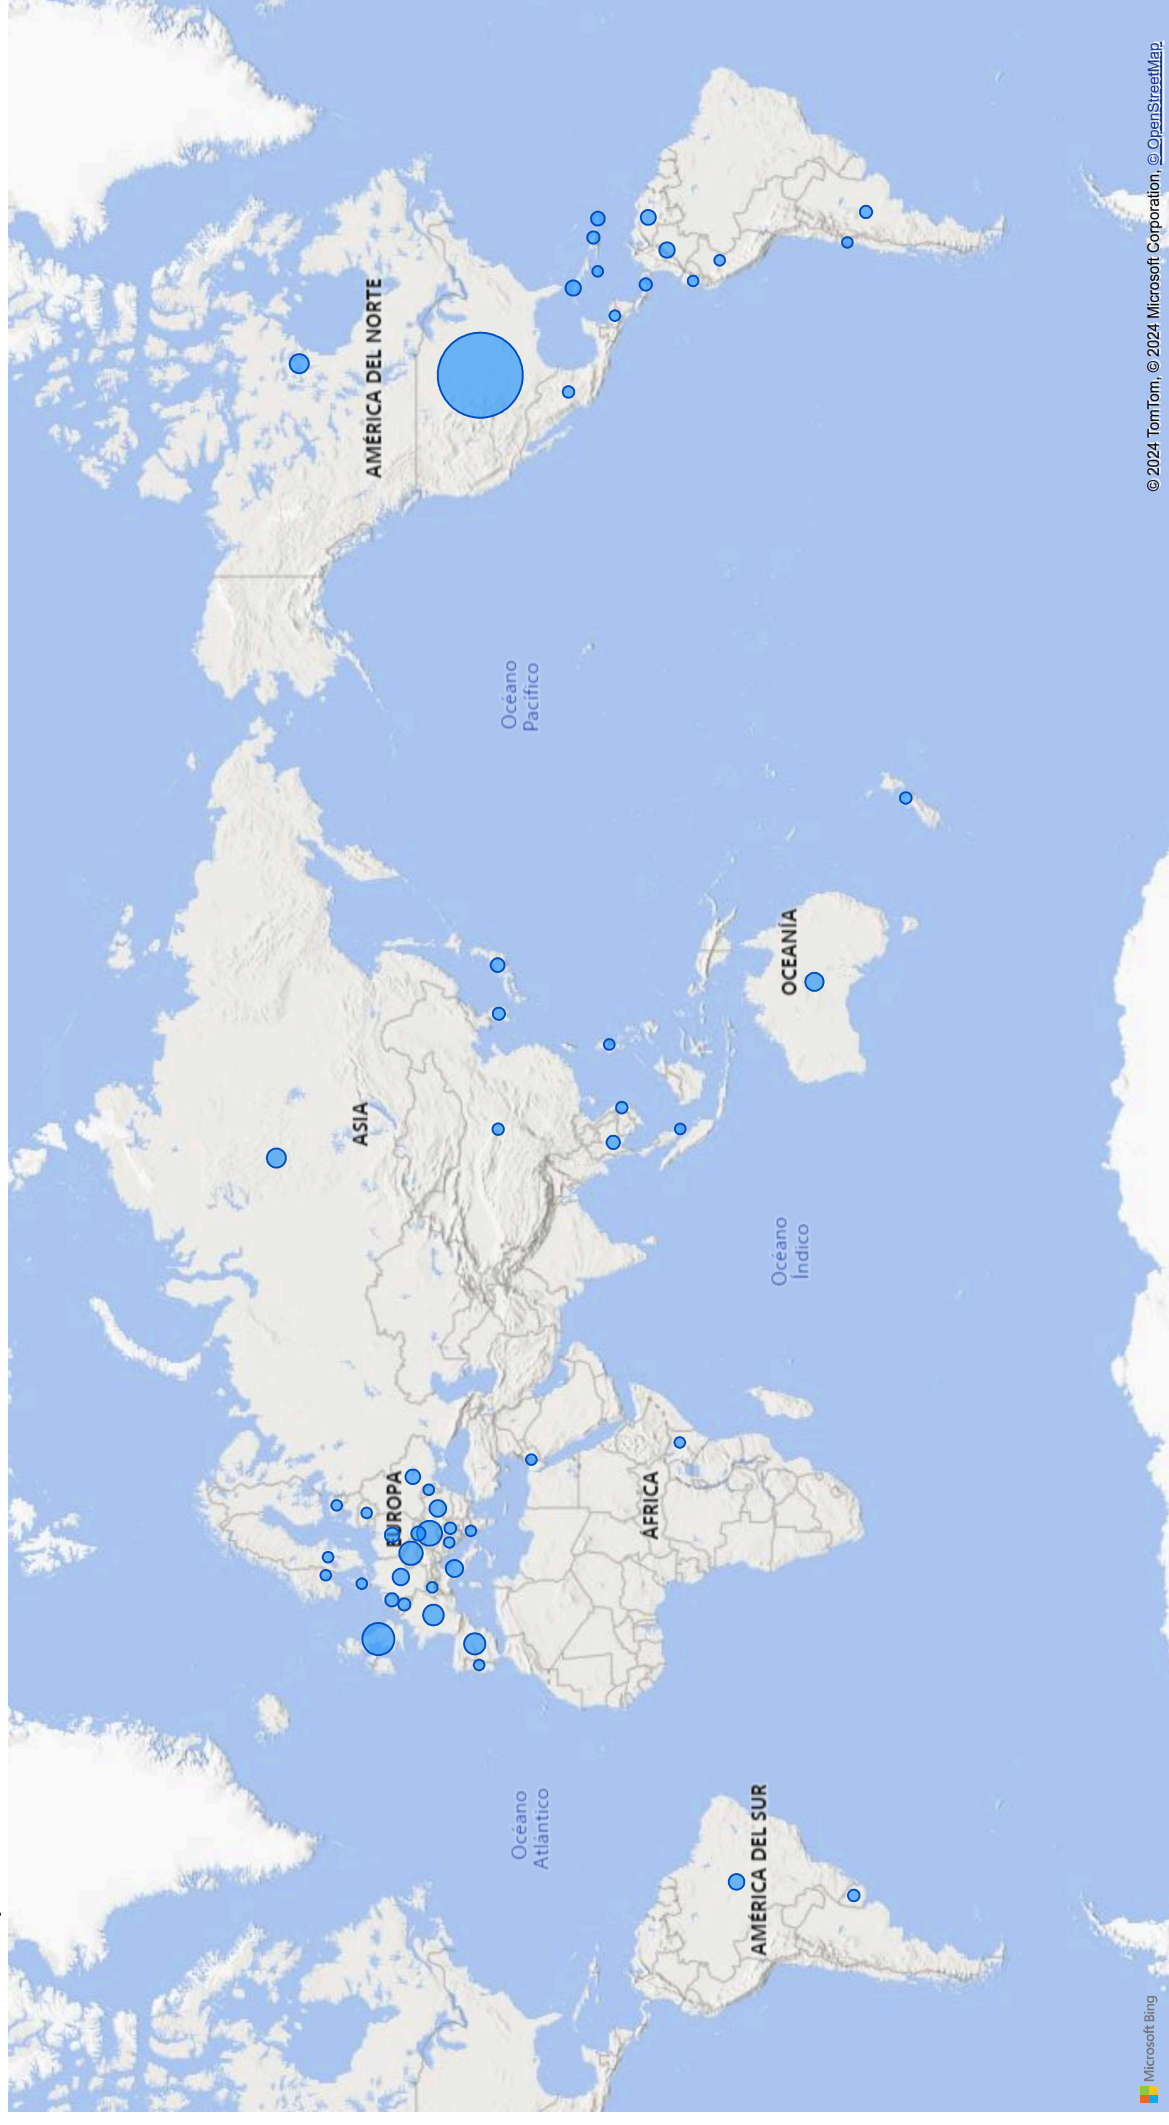 AMÉRICA DEL NORTE
ASIA
EUROPA
Océano
Pacífico
Océano
Atlántico
ÁFRICA
OCEANÍA
Océano
Índico
AMÉRICA DEL SUR
Microsoft Bing
© 2024 TomTom, © 2024 Microsoft Corporation, © OpenStreetMap